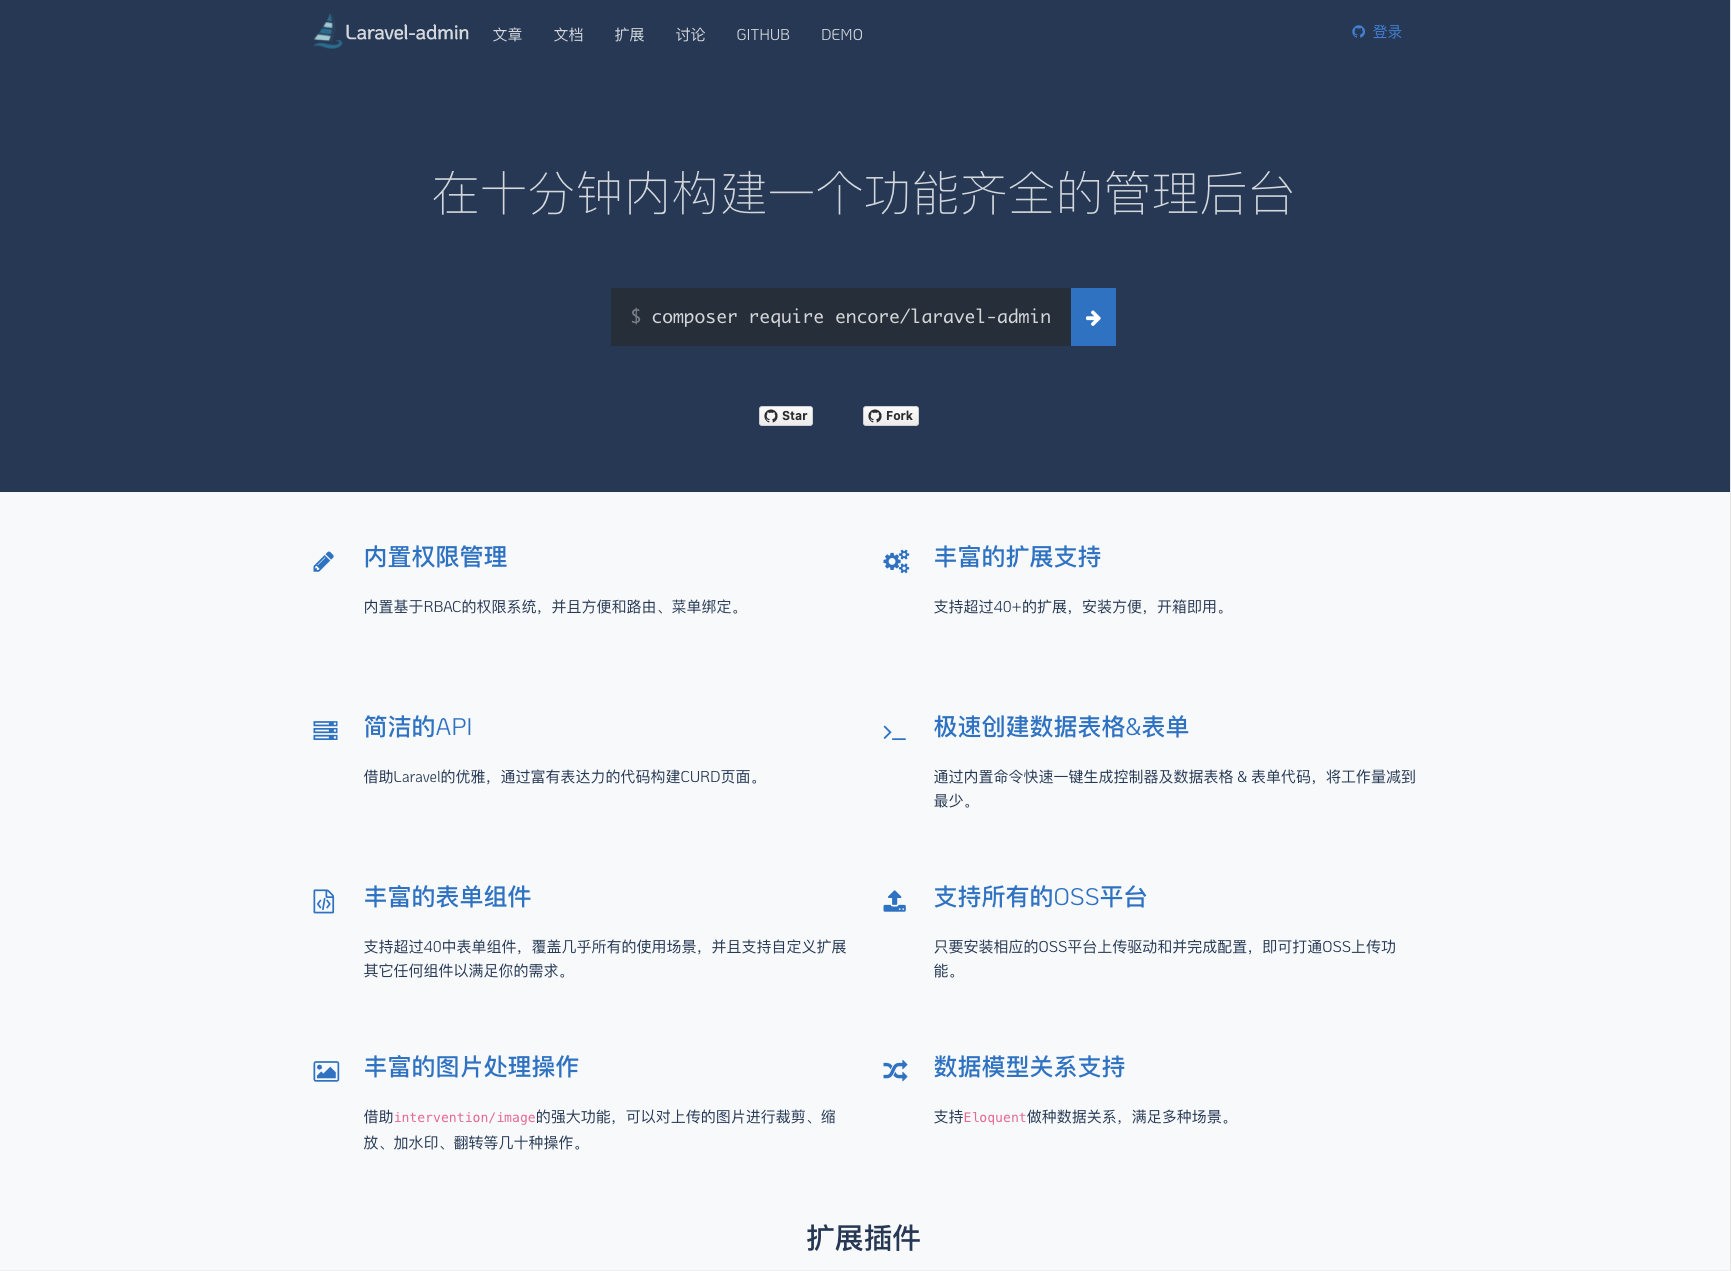 Laravel-admin 文章 文档 扩展 讨论 GITHUB DEMO 登录
在十分钟内构建一个功能齐全的管理后台
$ composer require encore/laravel-admin
Star Fork
内置权限管理
内置基于RBAC的权限系统，并且方便和路由、菜单绑定。
丰富的扩展支持
支持超过40+的扩展，安装方便，开箱即用。
简洁的API
借助Laravel的优雅，通过富有表达力的代码构建CURD页面。
极速创建数据表格&表单
通过内置命令快速一键生成控制器及数据表格 & 表单代码，将工作量减到
最少。
丰富的表单组件
支持超过40中表单组件，覆盖几乎所有的使用场景，并且支持自定义扩展
其它任何组件以满足你的需求。
支持所有的OSS平台
只要安装相应的OSS平台上传驱动和并完成配置，即可打通OSS上传功
能。
丰富的图片处理操作
借助intervention/image的强大功能，可以对上传的图片进行裁剪、缩
放、加水印、翻转等几十种操作。
数据模型关系支持
支持Eloquent做种数据关系，满足多种场景。
扩展插件